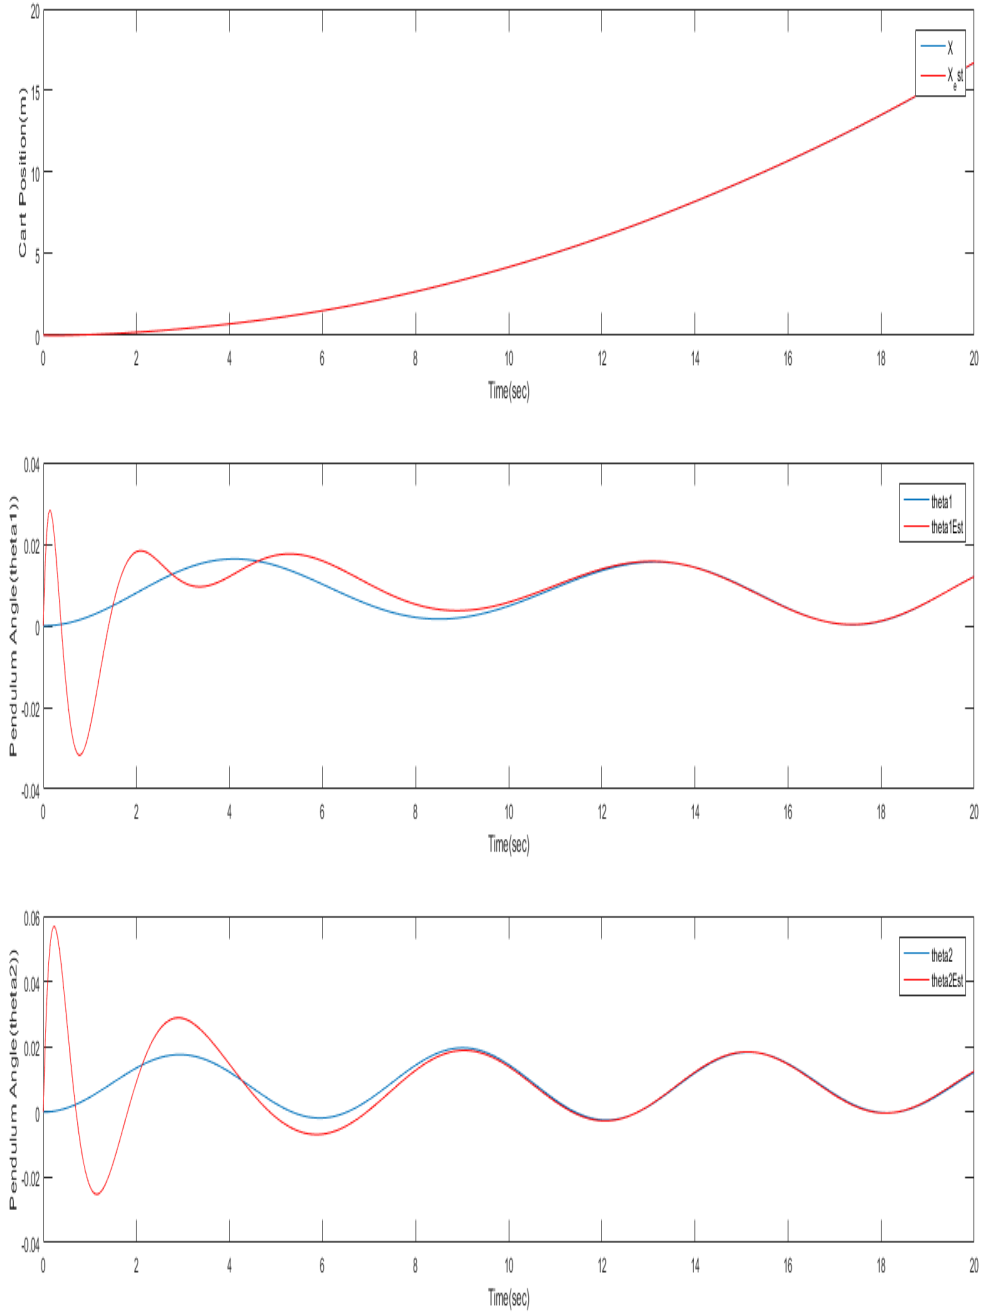 20
15
10
5
0
Cart Position(m)
X
X_est
0 2 4 6 8 10 12 14 16 18 20
Time(sec)
0.04
0.02
0
-0.02
-0.04
Pendulum Angle(theta1))
theta1
theta1Est
0 2 4 6 8 10 12 14 16 18 20
Time(sec)
0.06
0.04
0.02
0
-0.02
-0.04
Pendulum Angle(theta2))
theta2
theta2Est
0 2 4 6 8 10 12 14 16 18 20
Time(sec)